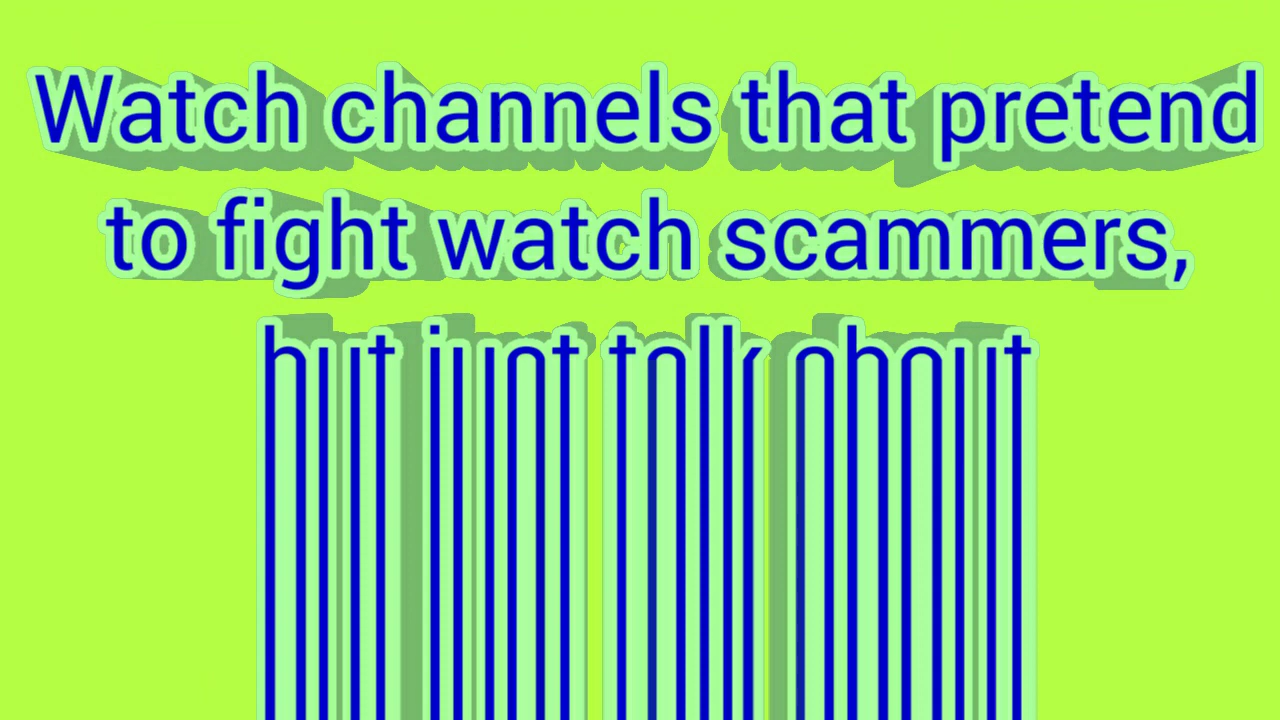 Watch channels that pretend
to fight watch scammers,
but just talk about